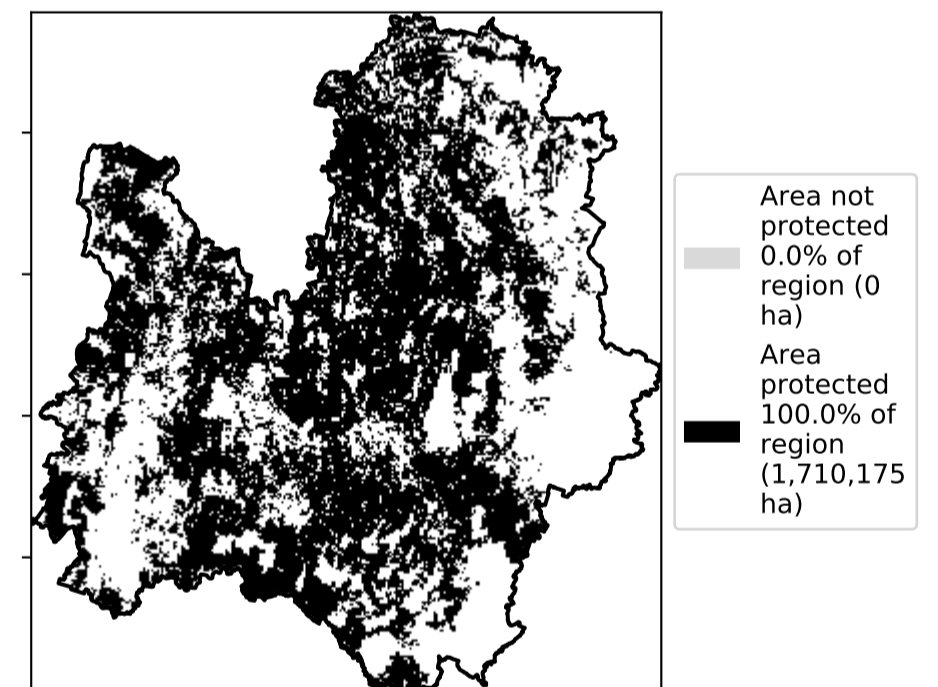 Area not
protected
0.0% of
region (0
ha)
Area
protected
100.0% of
region
(1,710,175
ha)